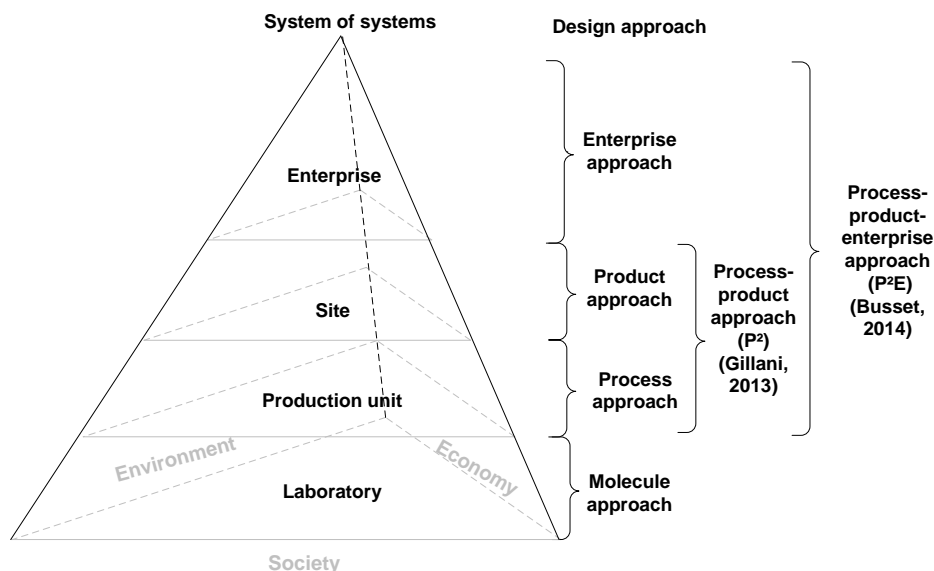 System of systems
Design approach
Enterprise
Enterprise
approach
Process-
product-
enterprise
approach
(P²E)
(Busset,
2014)
Site
Product
approach
Process-
product
approach
(P²)
(Gillani,
2013)
Production unit
Process
approach
Environment
Economy
Laboratory
Molecule
approach
Society